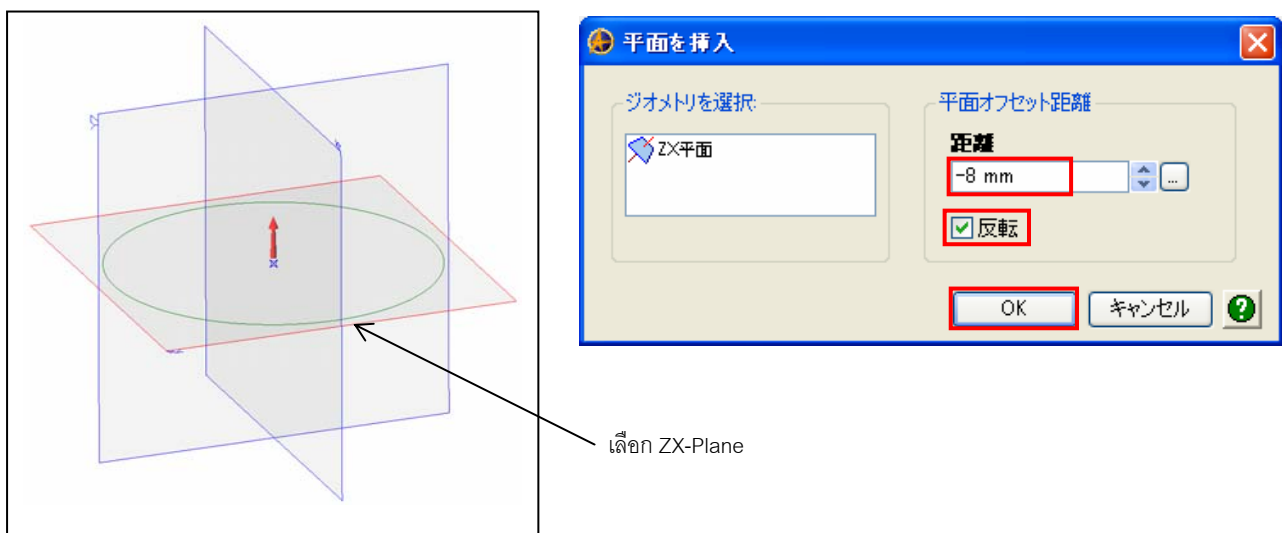 平面を挿入
ジオメトリを選択:
ZX平面
平面オフセット距離
距離
-8 mm
...
反転
OK
キャンセル
?
เลือก ZX-Plane